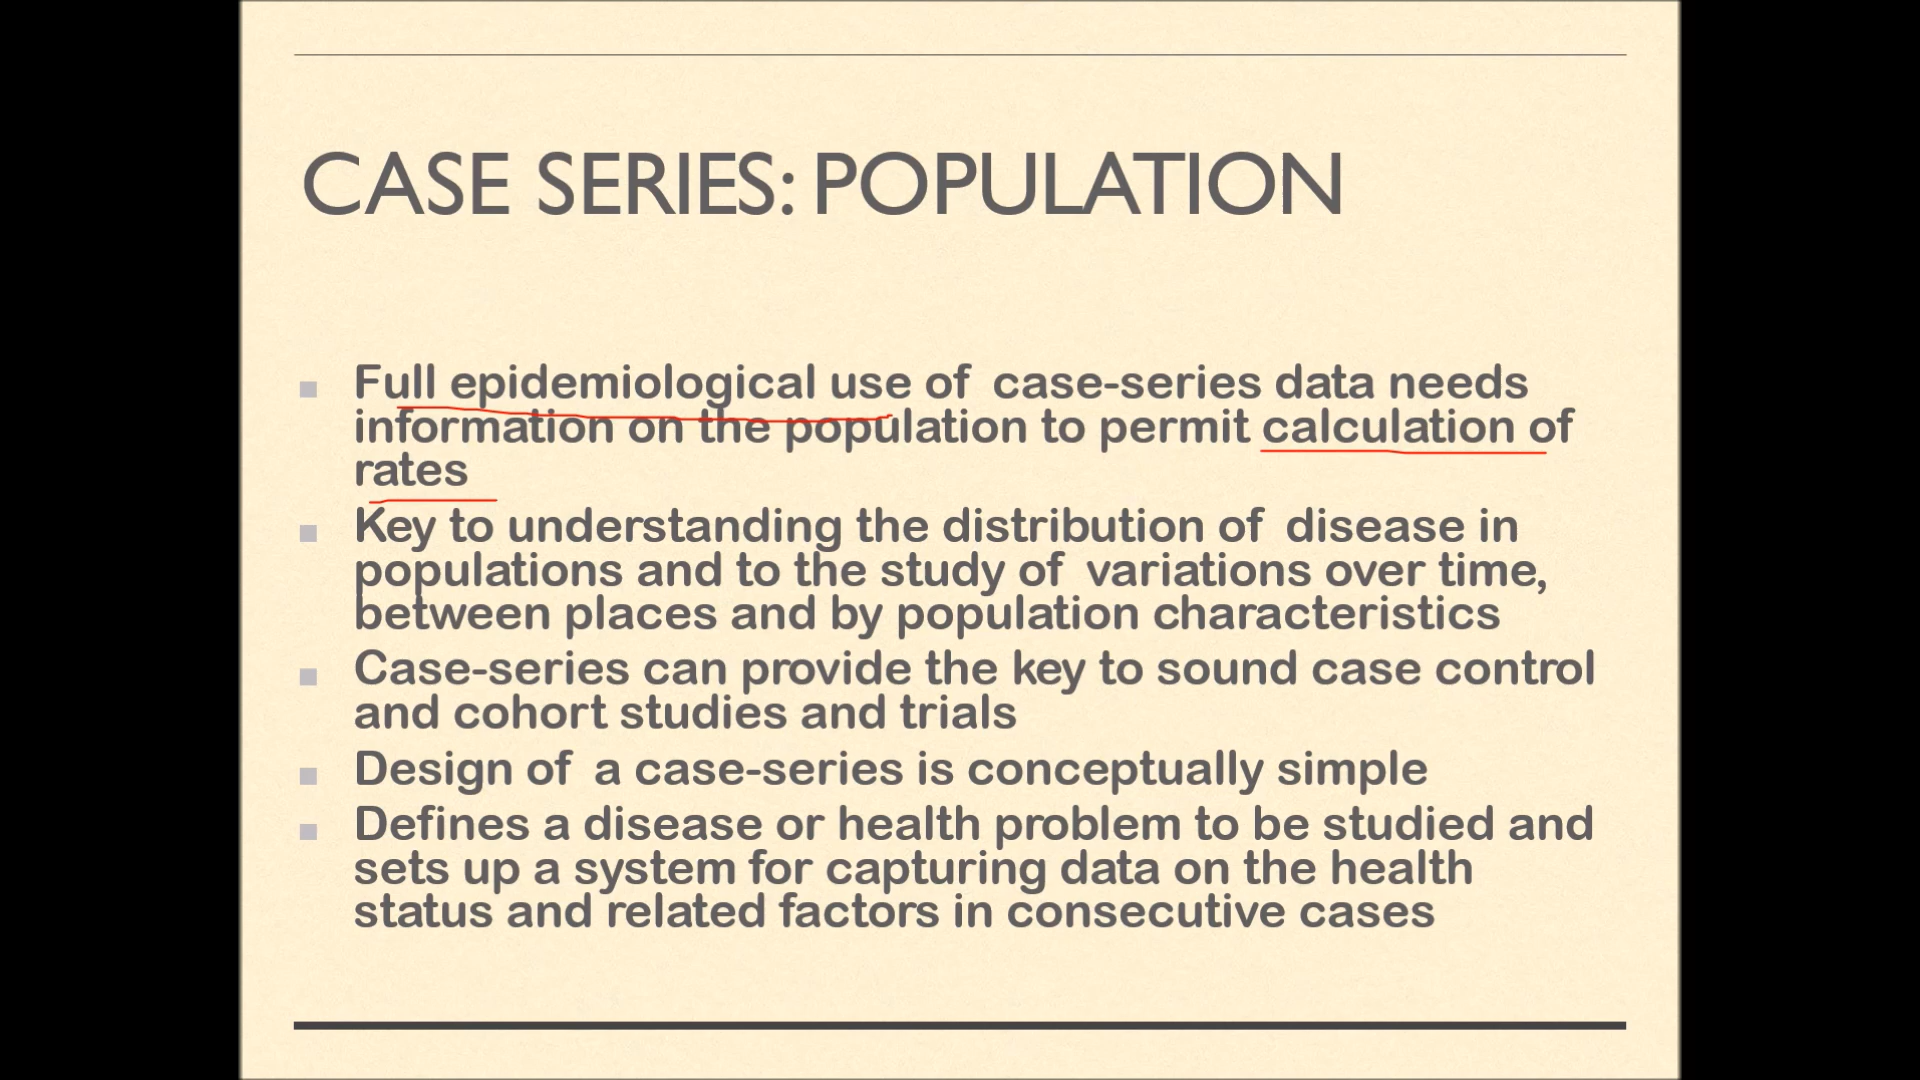 CASE SERIES: POPULATION
Full epidemiological use of case-series data needs
information on the population to permit calculation of
rates
Key to understanding the distribution of disease in
populations and to the study of variations over time,
between places and by population characteristics
Case-series can provide the key to sound case control
and cohort studies and trials
Design of a case-series is conceptually simple
Defines a disease or health problem to be studied and
sets up a system for capturing data on the health
status and related factors in consecutive cases